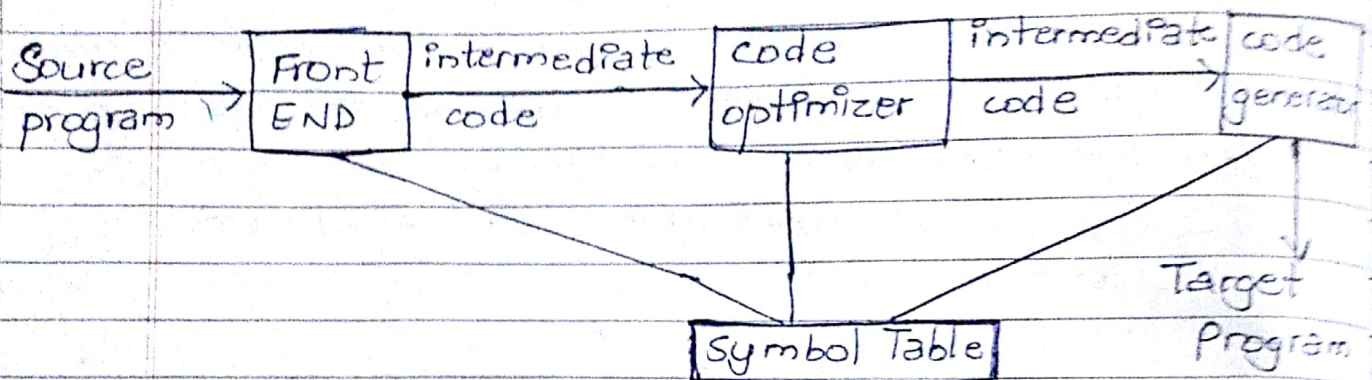 Source
program
Front
END
intermediate
code
code
optimizer
intermediate
code
code
Target
Program
Symbol Table